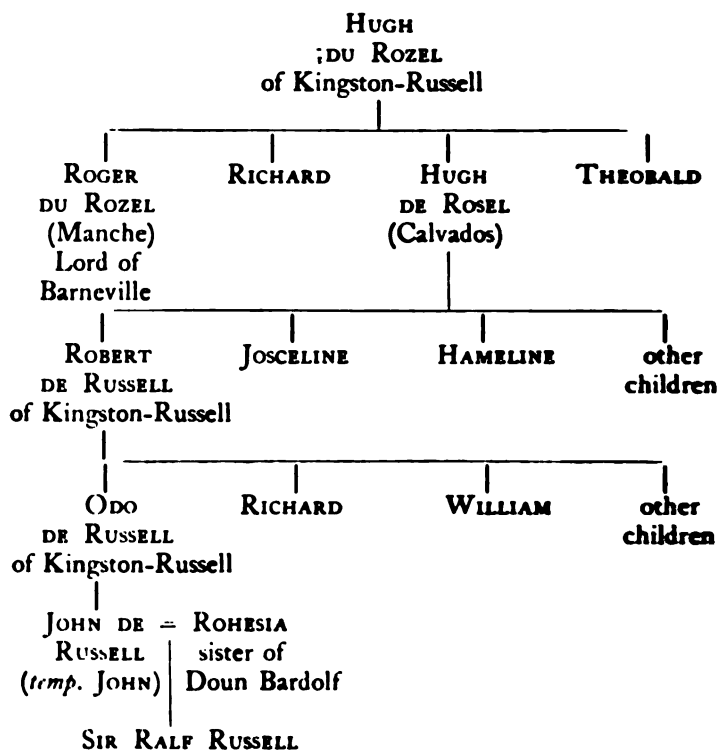 HUGH
;DU ROZEL
of Kingston-Russell
ROGER
DU ROZEL
(Manche)
Lord of
Barneville
RICHARD
HUGH
DE ROSEL
(Calvados)
THEOBALD
ROBERT
DE RUSSELL
of Kingston-Russell
JOSCELINE
HAMELINE
other
children
ODO
DE RUSSELL
of Kingston-Russell
RICHARD
WILLIAM
other
children
JOHN DE = ROHESIA
RUSSELL sister of
(temp. JOHN) Doun Bardolf
SIR RALF RUSSELL